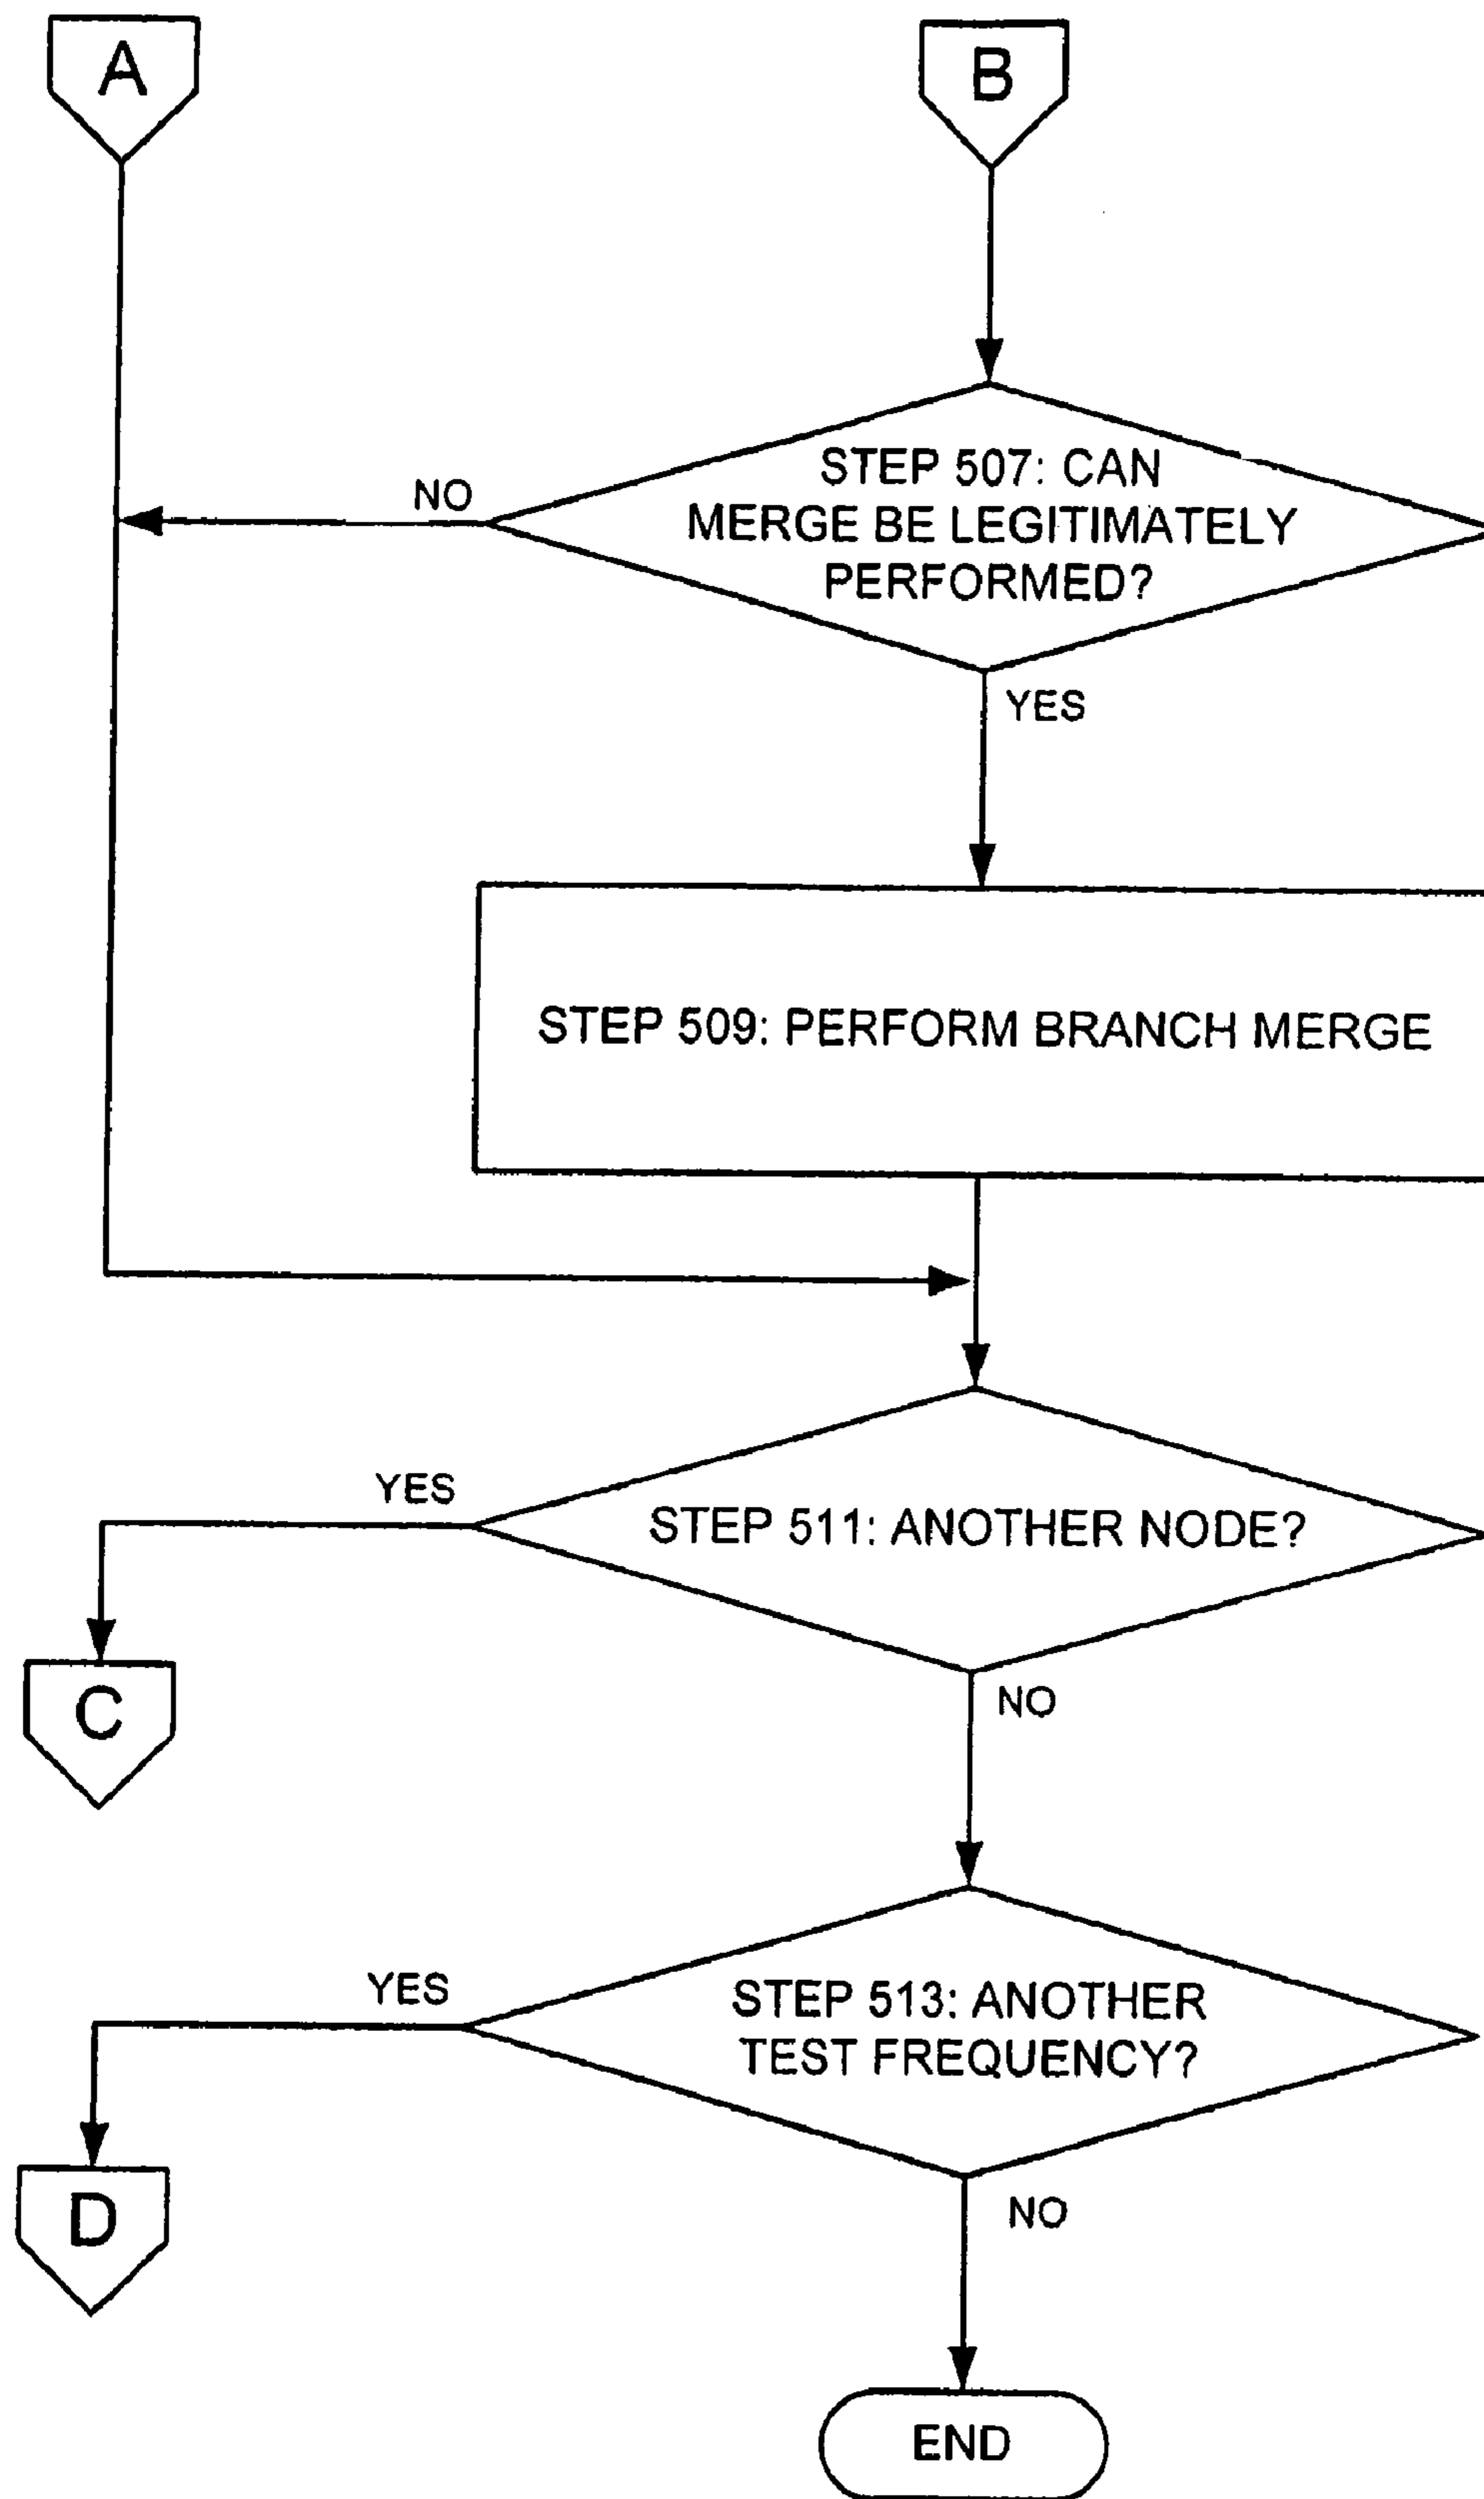 A
B
STEP 507: CAN
MERGE BE LEGITIMATELY
PERFORMED?
NO
YES
STEP 509: PERFORM BRANCH MERGE
YES
STEP 511: ANOTHER NODE?
C
NO
YES
STEP 513: ANOTHER
TEST FREQUENCY?
D
NO
END